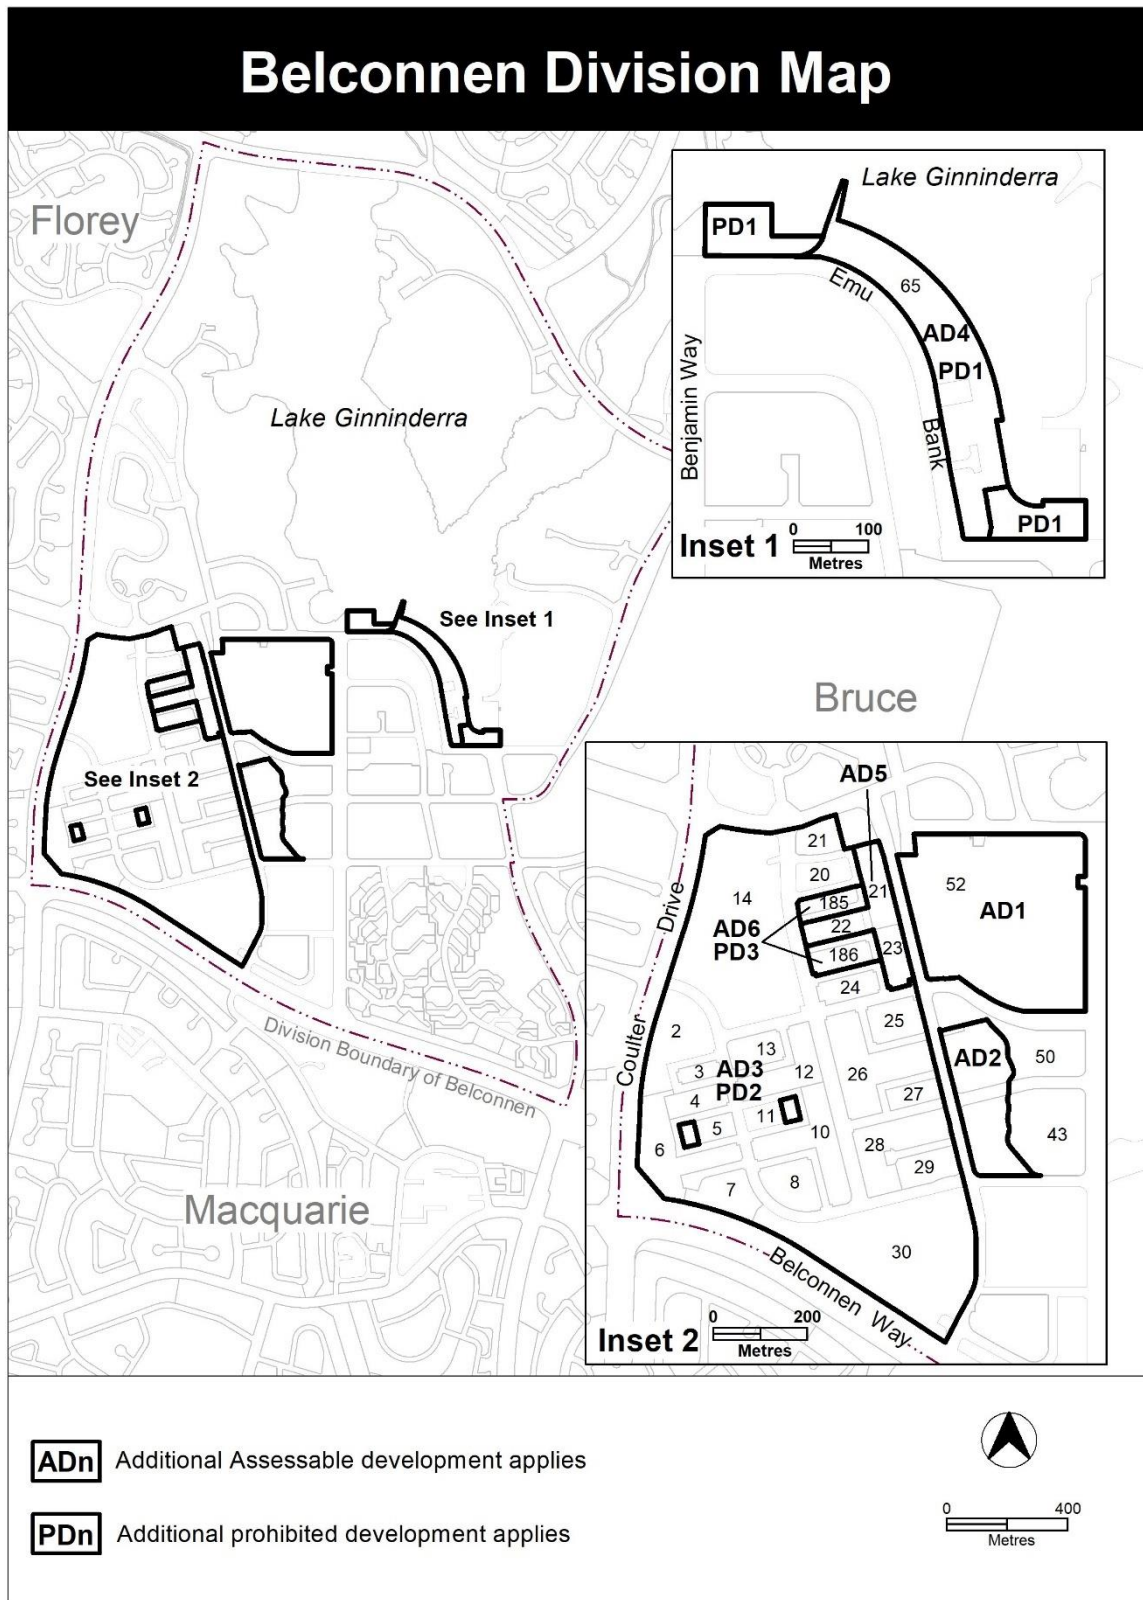 Belconnen Division Map
Florey
Lake Ginninderra
See Inset 1
See Inset 2
Bruce
Division Boundary of Belconnen
Macquarie
Lake Ginninderra
PD1
65
Emu
AD4
PD1
Benjamin Way
Bank
PD1
Inset 1
0 100
Metres
AD5
21
20
14
185
21
52
AD1
Drive
AD6
PD3
22
186
23
24
25
2
13
3
AD3
PD2
12
26
AD2
50
Coulter
4
27
11
5
10
43
6
28
29
7
8
30
Belconnen Way
Inset 2
0 200
Metres
ADn Additional Assessable development applies
PDn Additional prohibited development applies
0 400
Metres